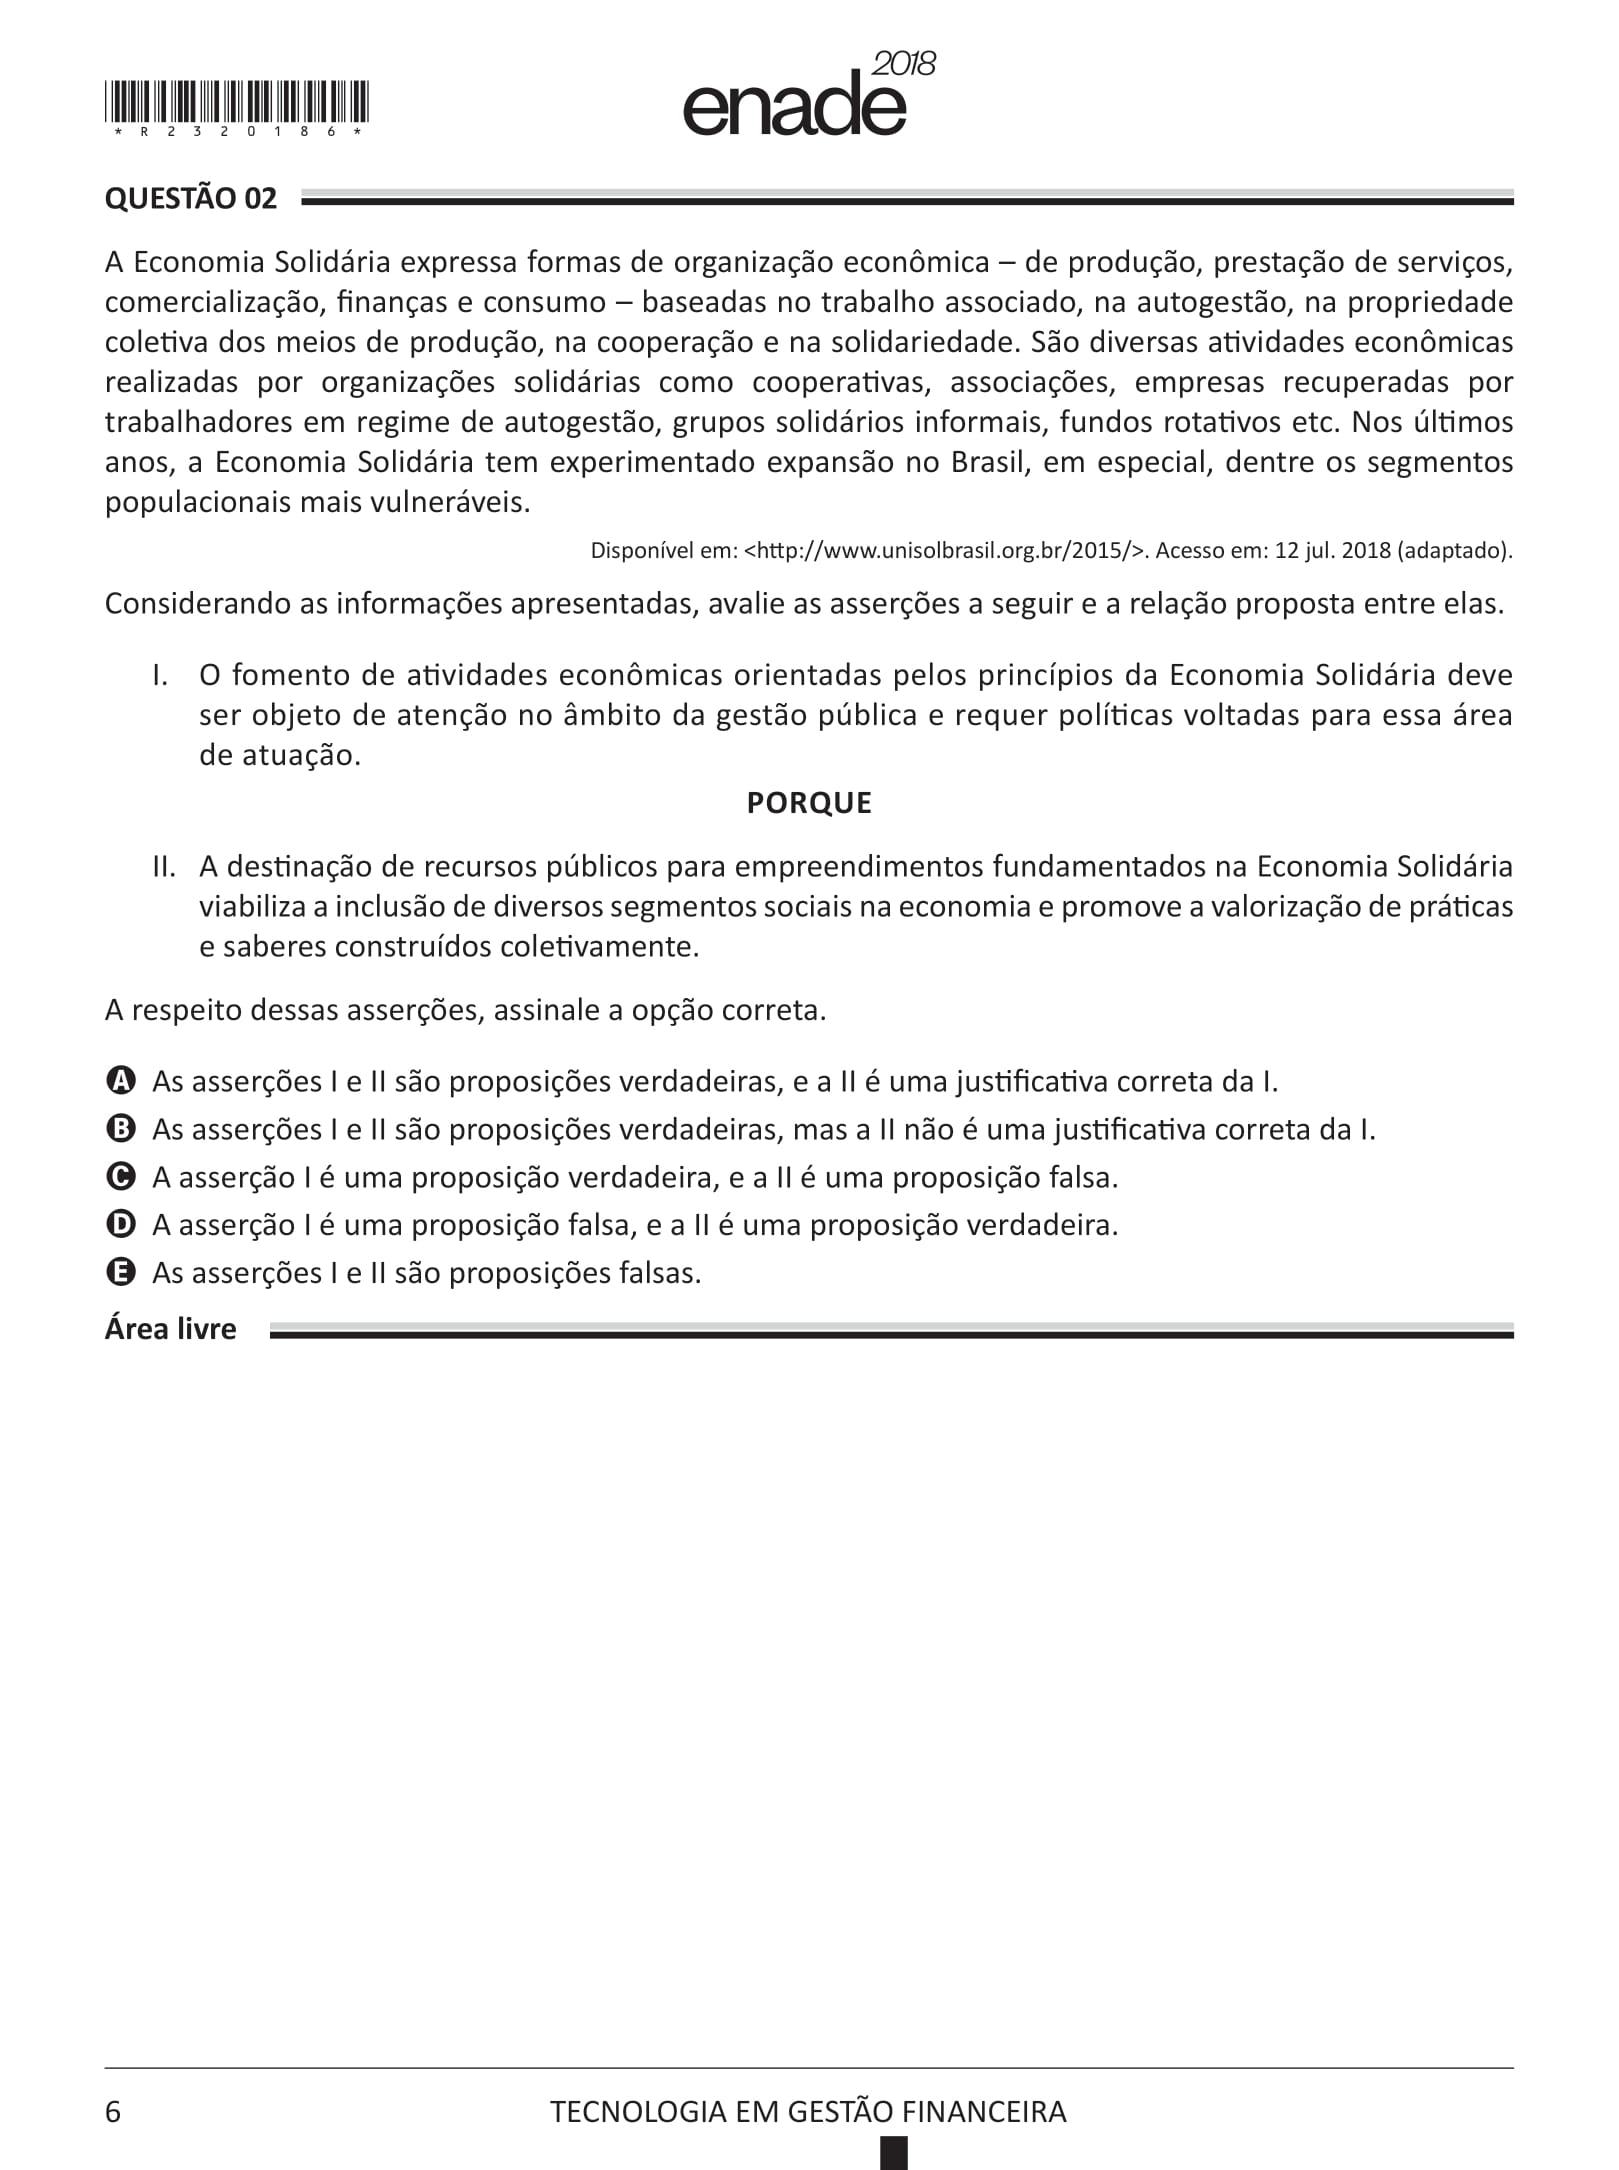 *R2320186*
enade2018
QUESTÃO 02
A Economia Solidária expressa formas de organização econômica – de produção, prestação de serviços,
comercialização, finanças e consumo – baseadas no trabalho associado, na autogestão, na propriedade
coletiva dos meios de produção, na cooperação e na solidariedade. São diversas atividades econômicas
realizadas por organizações solidárias como cooperativas, associações, empresas recuperadas por
trabalhadores em regime de autogestão, grupos solidários informais, fundos rotativos etc. Nos últimos
anos, a Economia Solidária tem experimentado expansão no Brasil, em especial, dentre os segmentos
populacionais mais vulneráveis.
Disponível em: <http://www.unisolbrasil.org.br/2015/>. Acesso em: 12 jul. 2018 (adaptado).
Considerando as informações apresentadas, avalie as asserções a seguir e a relação proposta entre elas.
I. O fomento de atividades econômicas orientadas pelos princípios da Economia Solidária deve
ser objeto de atenção no âmbito da gestão pública e requer políticas voltadas para essa área
de atuação.
PORQUE
II. A destinação de recursos públicos para empreendimentos fundamentados na Economia Solidária
viabiliza a inclusão de diversos segmentos sociais na economia e promove a valorização de práticas
e saberes construídos coletivamente.
A respeito dessas asserções, assinale a opção correta.
A As asserções I e II são proposições verdadeiras, e a II é uma justificativa correta da I.
B As asserções I e II são proposições verdadeiras, mas a II não é uma justificativa correta da I.
C A asserção I é uma proposição verdadeira, e a II é uma proposição falsa.
D A asserção I é uma proposição falsa, e a II é uma proposição verdadeira.
E As asserções I e II são proposições falsas.
Área livre
6 TECNOLOGIA EM GESTÃO FINANCEIRA